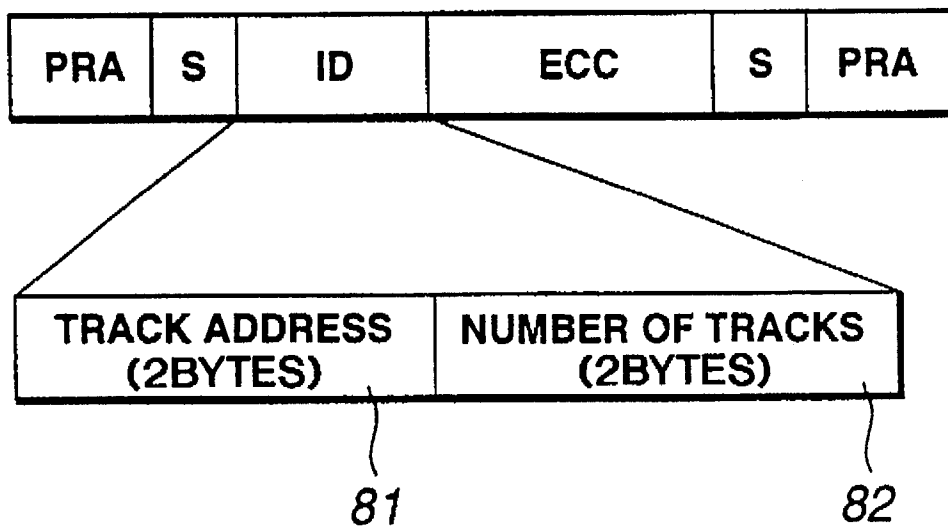 PRA S ID ECC S PRA
TRACK ADDRESS NUMBER OF TRACKS
(2BYTES) (2BYTES)
81 82